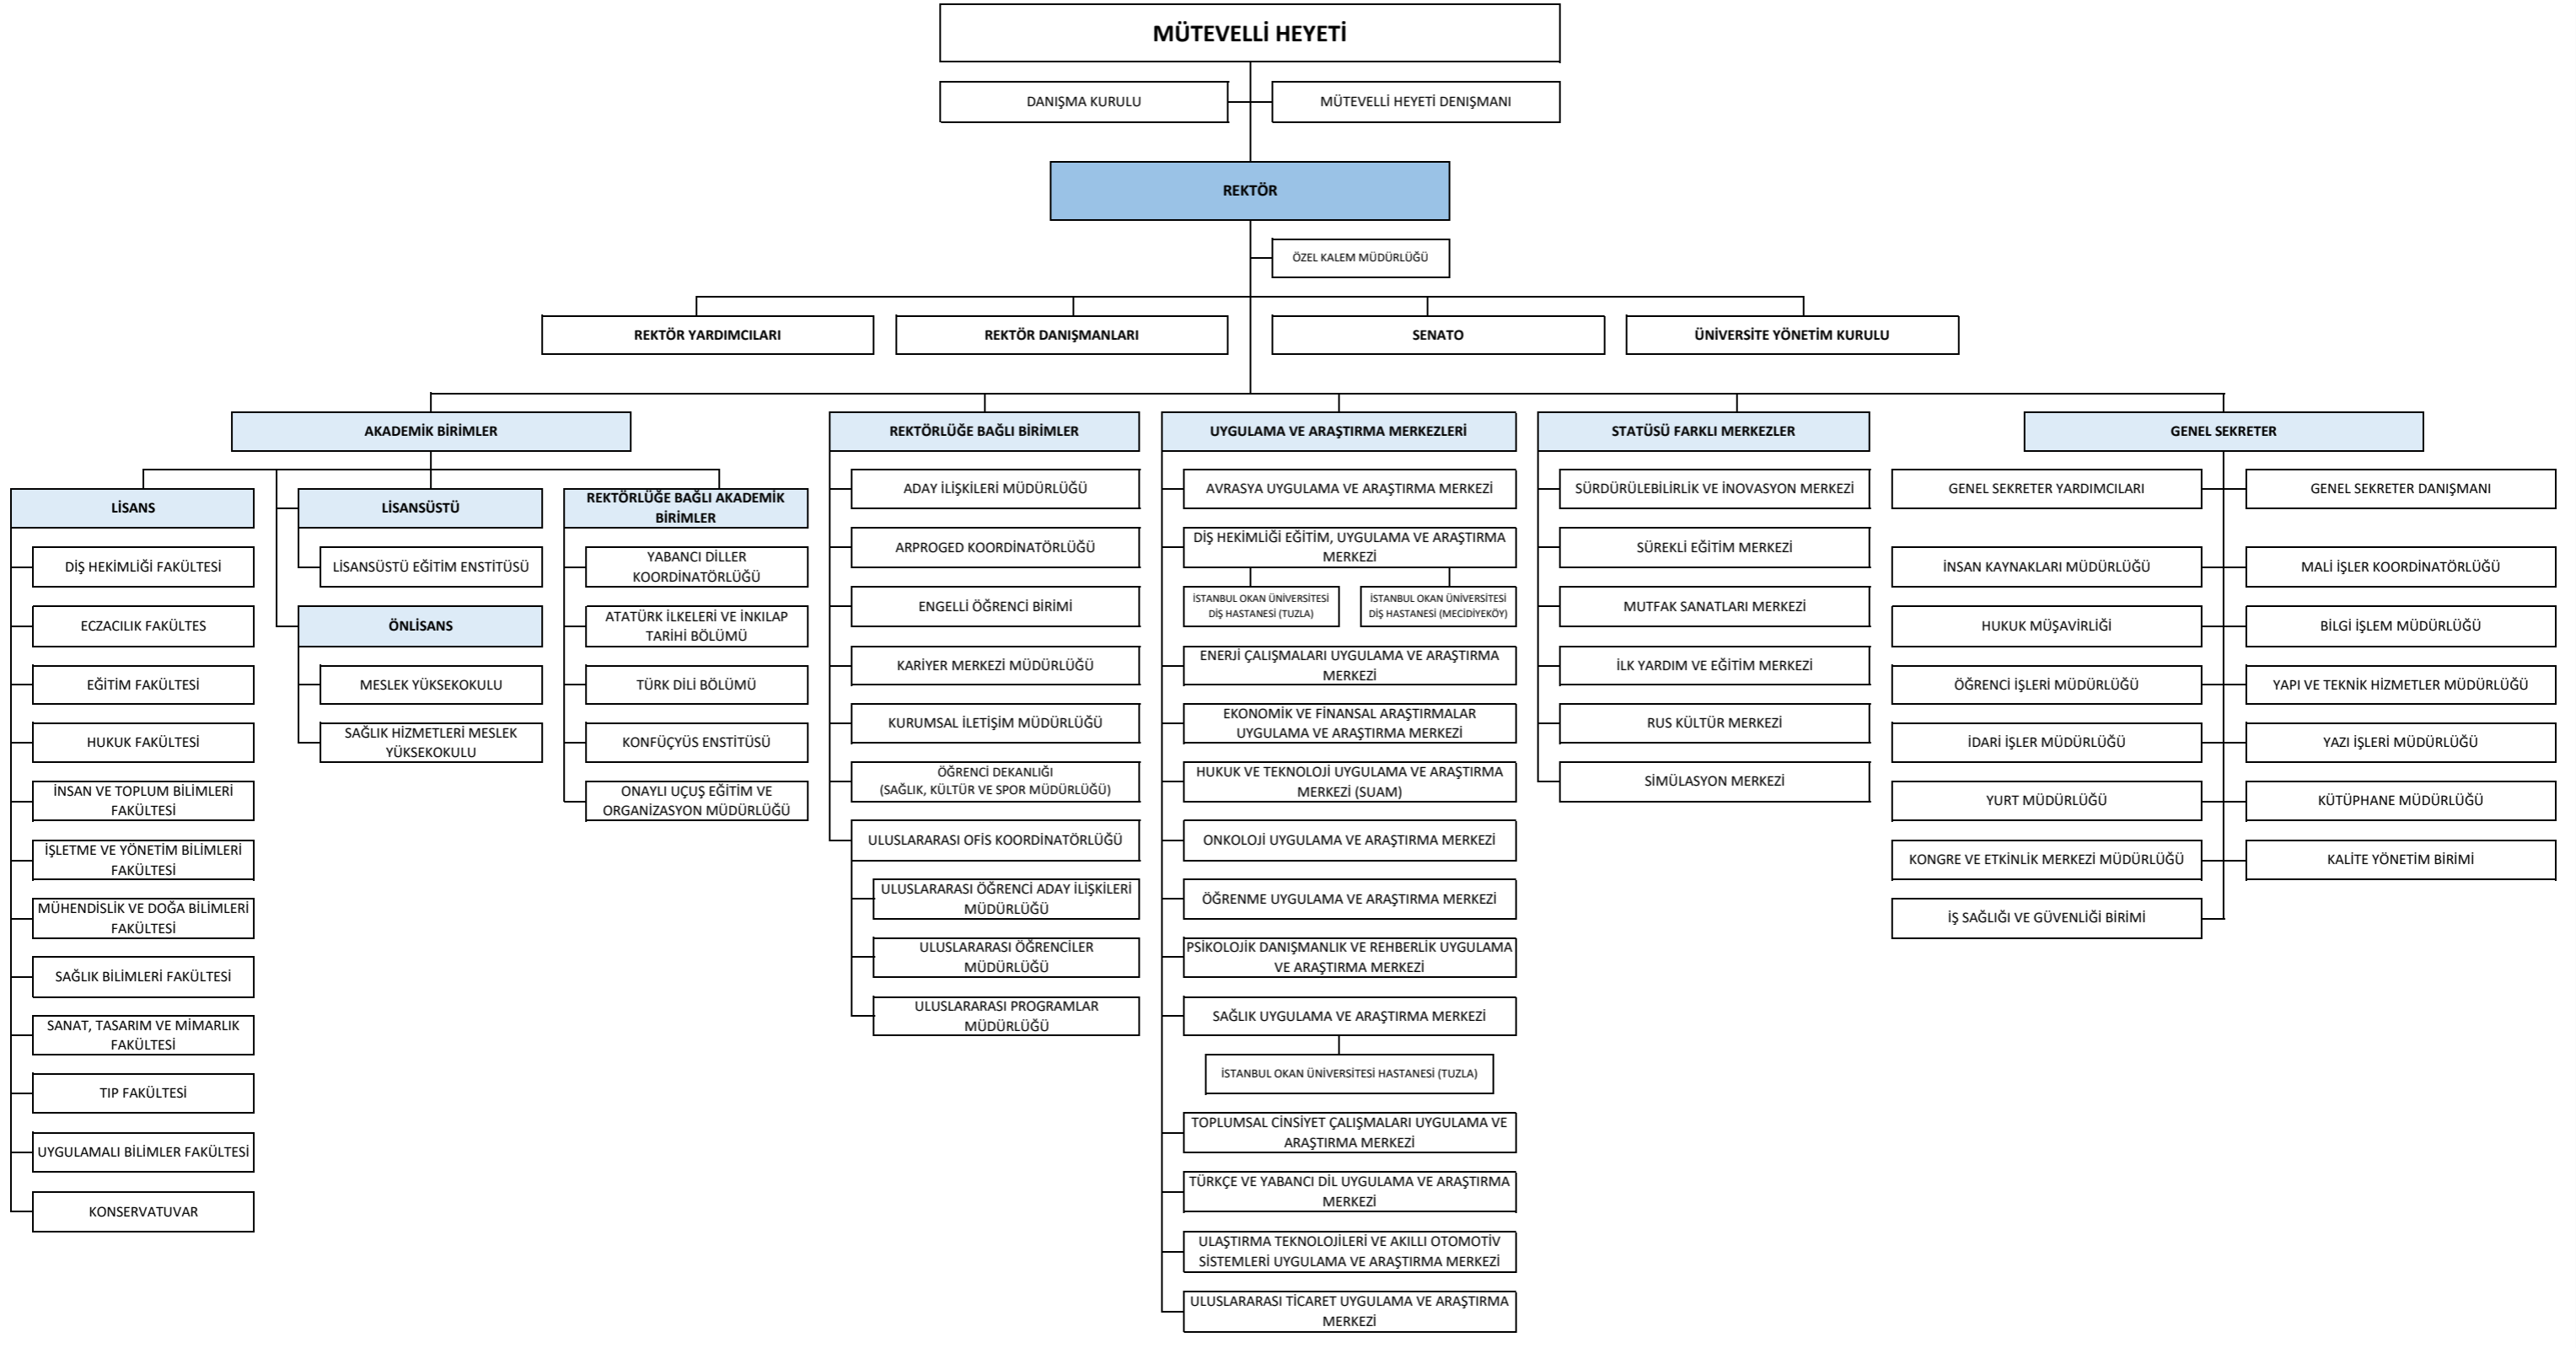 MÜTEVELLİ HEYETİ
DANIŞMA KURULU
MÜTEVELLİ HEYETİ DENIŞMANI
REKTÖR
ÖZEL KALEM MÜDÜRLÜĞÜ
REKTÖR YARDIMCILARI
REKTÖR DANIŞMANLARI
SENATO
ÜNİVERSİTE YÖNETİM KURULU
AKADEMİK BİRİMLER
LİSANS
DİŞ HEKİMLİĞİ FAKÜLTESİ
ECZACILIK FAKÜLTES
EĞİTİM FAKÜLTESİ
HUKUK FAKÜLTESİ
İNSAN VE TOPLUM BİLİMLERİ
FAKÜLTESİ
İŞLETME VE YÖNETİM BİLİMLERİ
FAKÜLTESİ
MÜHENDİSLİK VE DOĞA BİLİMLERİ
FAKÜLTESİ
SAĞLIK BİLİMLERİ FAKÜLTESİ
SANAT, TASARIM VE MİMARLIK
FAKÜLTESİ
TIP FAKÜLTESİ
UYGULAMALI BİLİMLER FAKÜLTESİ
KONSERVATUVAR
LİSANSÜSTÜ
LİSANSÜSTÜ EĞİTİM ENSTİTÜSÜ
ÖNLİSANS
MESLEK YÜKSEKOKULU
SAĞLIK HİZMETLERİ MESLEK
YÜKSEKOKULU
REKTÖRLÜĞE BAĞLI AKADEMİK
BİRİMLER
YABANCI DİLLER
KOORDİNATÖRLÜĞÜ
ATATÜRK İLKELERİ VE İNKILAP
TARİHİ BÖLÜMÜ
TÜRK DİLİ BÖLÜMÜ
KONFÜÇYÜS ENSTİTÜSÜ
ONAYLI UÇUŞ EĞİTİM VE
ORGANİZASYON MÜDÜRLÜĞÜ
REKTÖRLÜĞE BAĞLI BİRİMLER
ADAY İLİŞKİLERİ MÜDÜRLÜĞÜ
ARPROGED KOORDİNATÖRLÜĞÜ
ENGELLİ ÖĞRENCİ BİRİMİ
KARİYER MERKEZİ MÜDÜRLÜĞÜ
KURUMSAL İLETİŞİM MÜDÜRLÜĞÜ
ÖĞRENCİ DEKANLIĞI
(SAĞLIK, KÜLTÜR VE SPOR MÜDÜRLÜĞÜ)
ULUSLARARASI OFİS KOORDİNATÖRLÜĞÜ
ULUSLARARASI ÖĞRENCİ ADAY İLİŞKİLERİ
MÜDÜRLÜĞÜ
ULUSLARARASI ÖĞRENCİLER
MÜDÜRLÜĞÜ
ULUSLARARASI PROGRAMLAR
MÜDÜRLÜĞÜ
UYGULAMA VE ARAŞTIRMA MERKEZLERİ
AVRASYA UYGULAMA VE ARAŞTIRMA MERKEZİ
DİŞ HEKİMLİĞİ EĞİTİM, UYGULAMA VE ARAŞTIRMA
MERKEZİ
İSTANBUL OKAN ÜNİVERSİTESİ
DİŞ HASTANESİ (TUZLA)
İSTANBUL OKAN ÜNİVERSİTESİ
DİŞ HASTANESİ (MECİDİYEKÖY)
ENERJİ ÇALIŞMALARI UYGULAMA VE ARAŞTIRMA
MERKEZİ
EKONOMİK VE FİNANSAL ARAŞTIRMALAR
UYGULAMA VE ARAŞTIRMA MERKEZİ
HUKUK VE TEKNOLOJİ UYGULAMA VE ARAŞTIRMA
MERKEZİ (SUAM)
ONKOLOJİ UYGULAMA VE ARAŞTIRMA MERKEZİ
ÖĞRENME UYGULAMA VE ARAŞTIRMA MERKEZİ
PSİKOLOJİK DANIŞMANLIK VE REHBERLİK UYGULAMA
VE ARAŞTIRMA MERKEZİ
SAĞLIK UYGULAMA VE ARAŞTIRMA MERKEZİ
İSTANBUL OKAN ÜNİVERSİTESİ HASTANESİ (TUZLA)
TOPLUMSAL CİNSİYET ÇALIŞMALARI UYGULAMA VE
ARAŞTIRMA MERKEZİ
TÜRKÇE VE YABANCI DİL UYGULAMA VE ARAŞTIRMA
MERKEZİ
ULAŞTIRMA TEKNOLOJİLERİ VE AKILLI OTOMOTİV
SİSTEMLERİ UYGULAMA VE ARAŞTIRMA MERKEZİ
ULUSLARARASI TİCARET UYGULAMA VE ARAŞTIRMA
MERKEZİ
STATÜSÜ FARKLI MERKEZLER
SÜRDÜRÜLEBİLİRLİK VE İNOVASYON MERKEZİ
SÜREKLİ EĞİTİM MERKEZİ
MUTFAK SANATLARI MERKEZİ
İLK YARDIM VE EĞİTİM MERKEZİ
RUS KÜLTÜR MERKEZİ
SİMÜLASYON MERKEZİ
GENEL SEKRETER
GENEL SEKRETER YARDIMCILARI
GENEL SEKRETER DANIŞMANI
İNSAN KAYNAKLARI MÜDÜRLÜĞÜ
MALİ İŞLER KOORDİNATÖRLÜĞÜ
HUKUK MÜŞAVİRLİĞİ
BİLGİ İŞLEM MÜDÜRLÜĞÜ
ÖĞRENCİ İŞLERİ MÜDÜRLÜĞÜ
YAPI VE TEKNİK HİZMETLER MÜDÜRLÜĞÜ
İDARİ İŞLER MÜDÜRLÜĞÜ
YAZI İŞLERİ MÜDÜRLÜĞÜ
YURT MÜDÜRLÜĞÜ
KÜTÜPHANE MÜDÜRLÜĞÜ
KONGRE VE ETKİNLİK MERKEZİ MÜDÜRLÜĞÜ
KALİTE YÖNETİM BİRİMİ
İŞ SAĞLIĞI VE GÜVENLİĞİ BİRİMİ